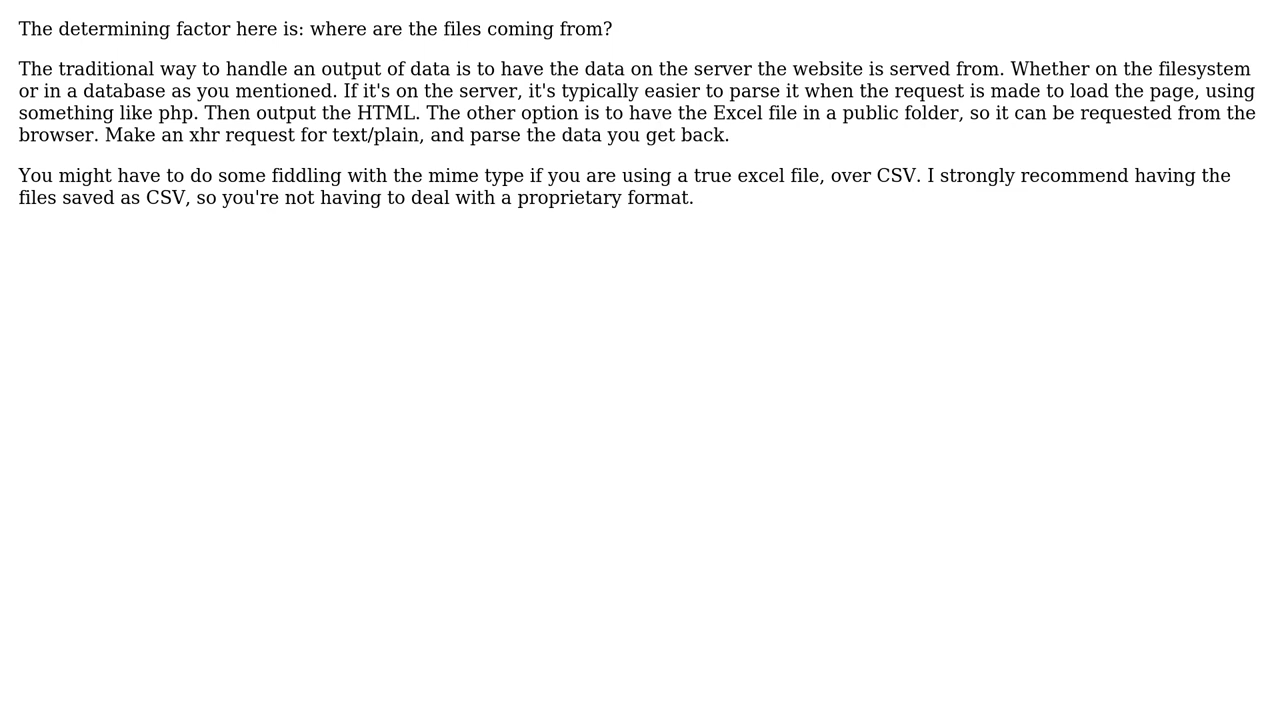 The determining factor here is: where are the files coming from?
The traditional way to handle an output of data is to have the data on the server the website is served from. Whether on the filesystem
or in a database as you mentioned. If it's on the server, it's typically easier to parse it when the request is made to load the page, using
something like php. Then output the HTML. The other option is to have the Excel file in a public folder, so it can be requested from the
browser. Make an xhr request for text/plain, and parse the data you get back.
You might have to do some fiddling with the mime type if you are using a true excel file, over CSV. I strongly recommend having the
files saved as CSV, so you're not having to deal with a proprietary format.